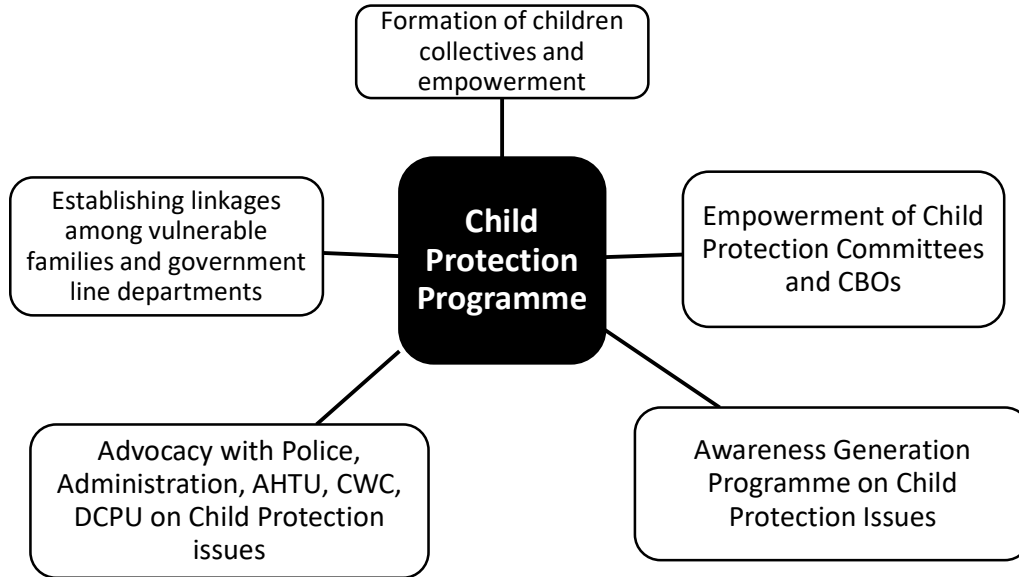 Formation of children
collectives and
empowerment
Establishing linkages
among vulnerable
families and government
line departments
Child
Protection
Programme
Empowerment of Child
Protection Committees
and CBOs
Advocacy with Police,
Administration, AHTU, CWC,
DCPU on Child Protection
issues
Awareness Generation
Programme on Child
Protection Issues